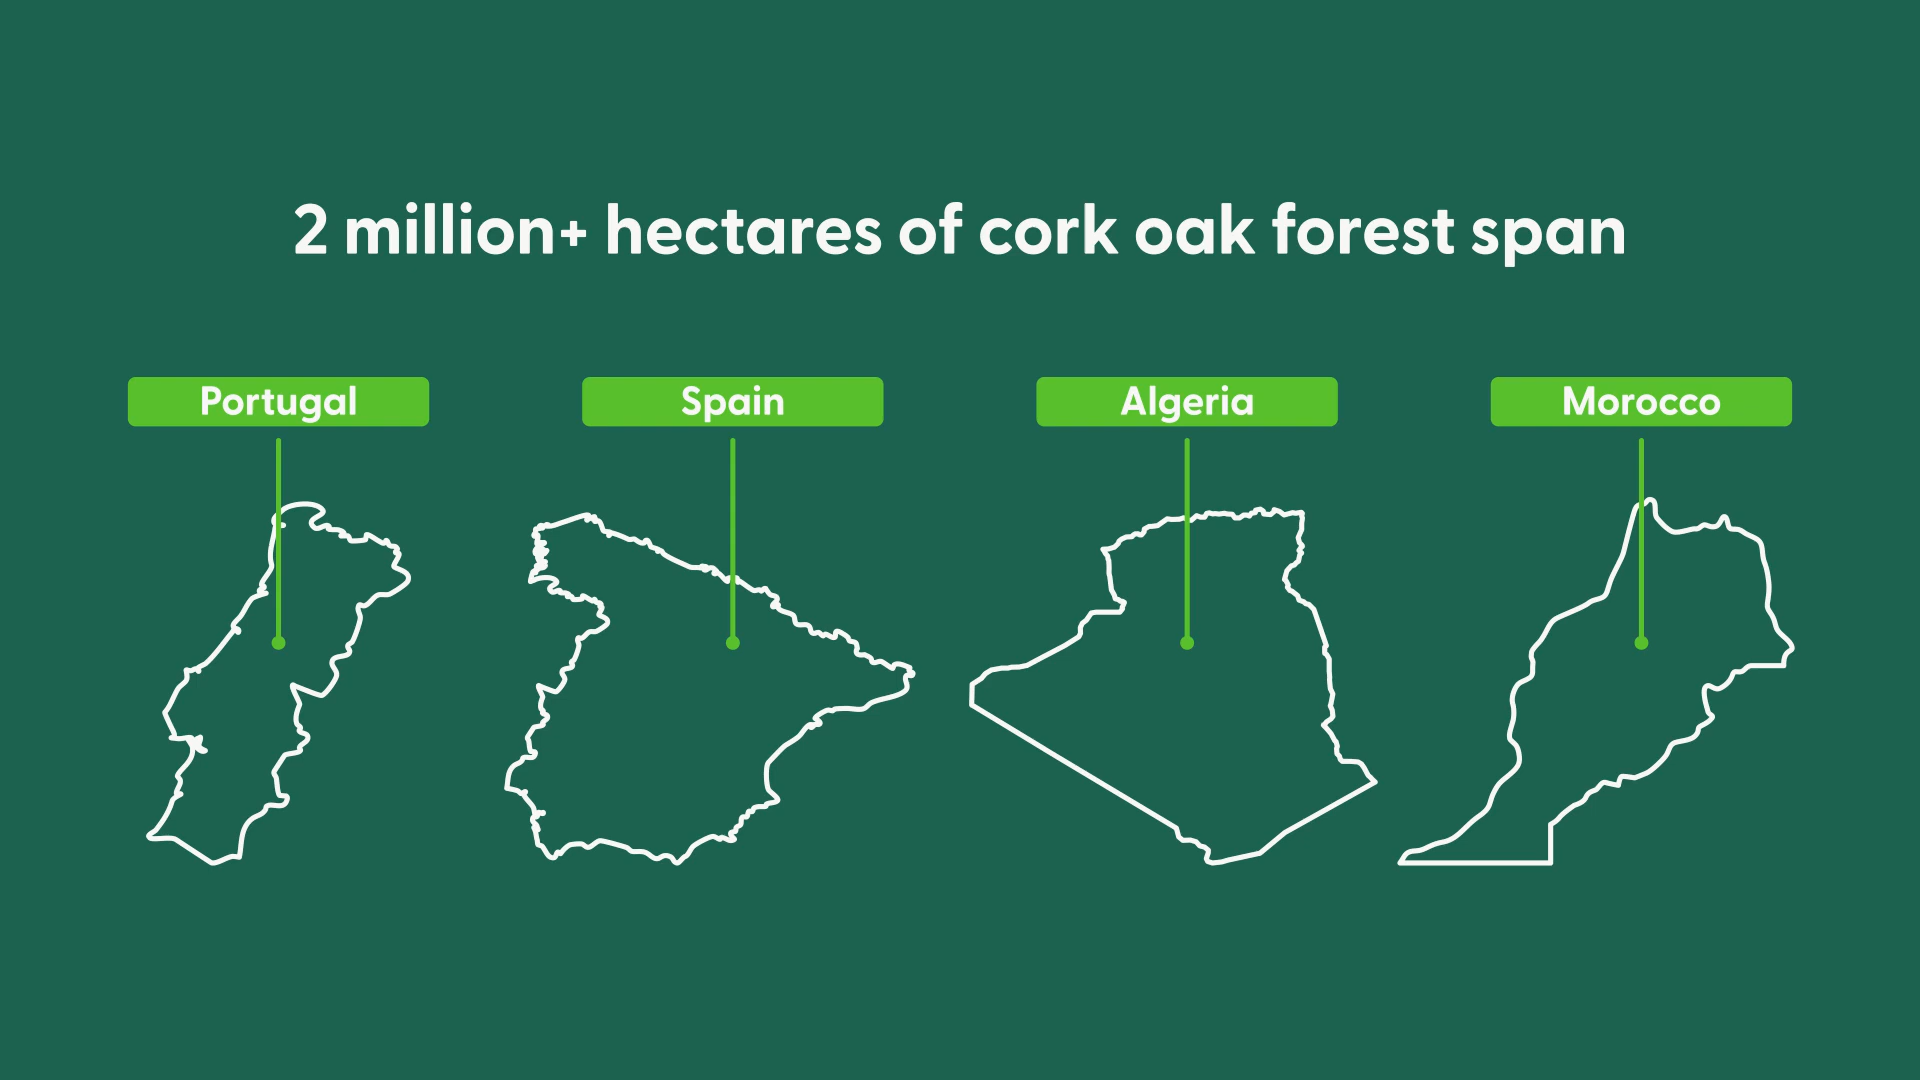 2 million+ hectares of cork oak forest span
Portugal
Spain
Algeria
Morocco